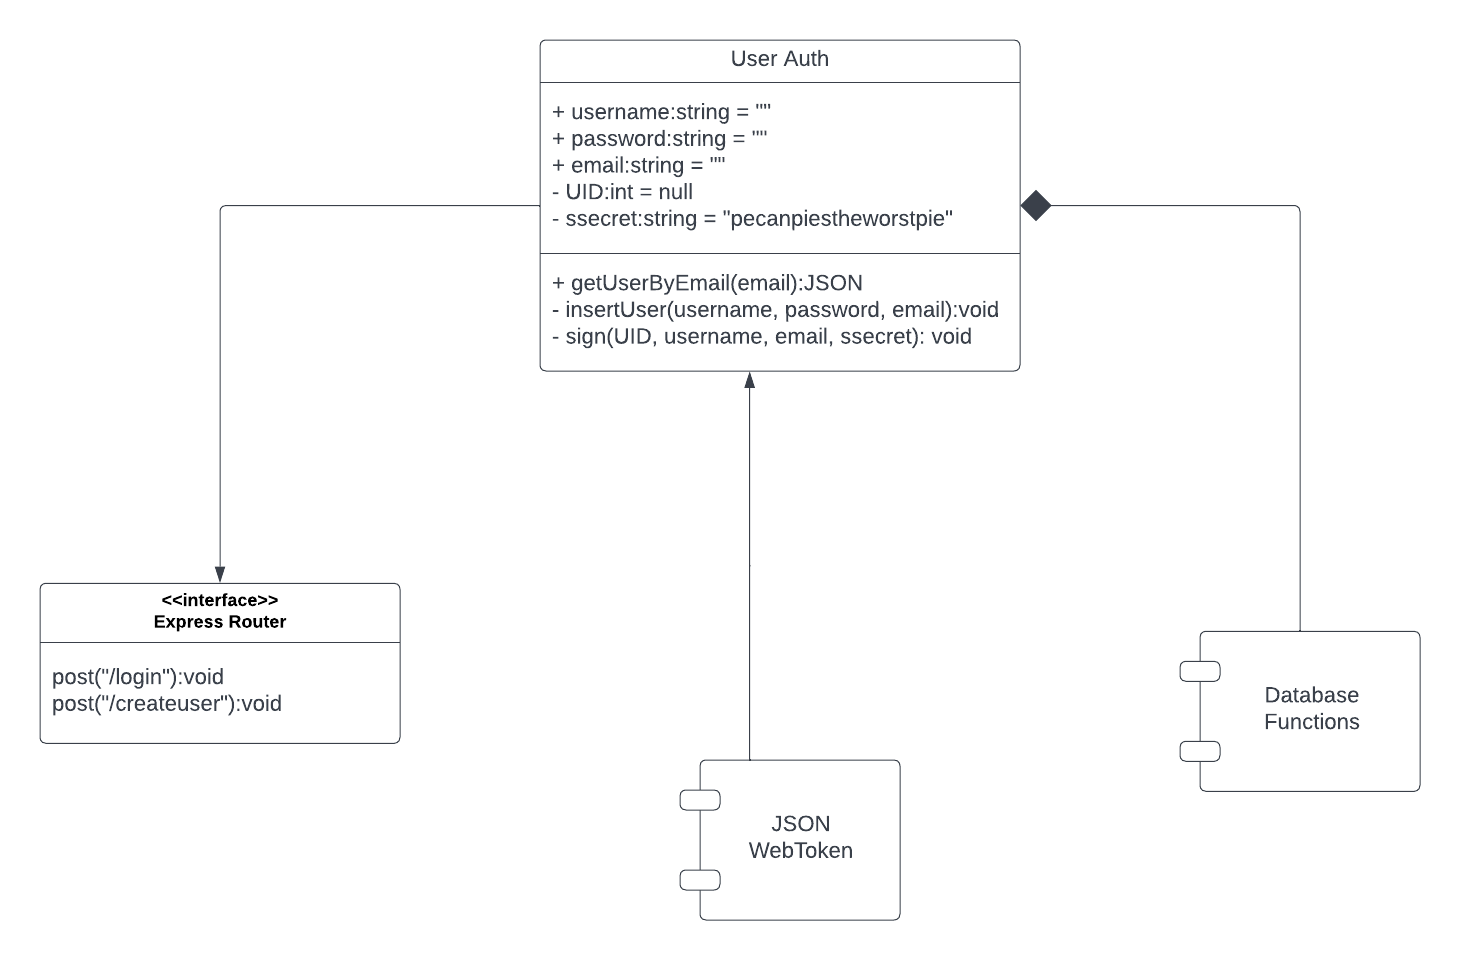 User Auth
+ username:string = ""
+ password:string = ""
+ email:string = ""
- UID:int = null
- ssecret:string = "pecanpiestheworstpie"
+ getUserByEmail(email):JSON
- insertUser(username, password, email):void
- sign(UID, username, email, ssecret): void
<<interface>>
Express Router
post("/login"):void
post("/createuser"):void
JSON
WebToken
Database
Functions